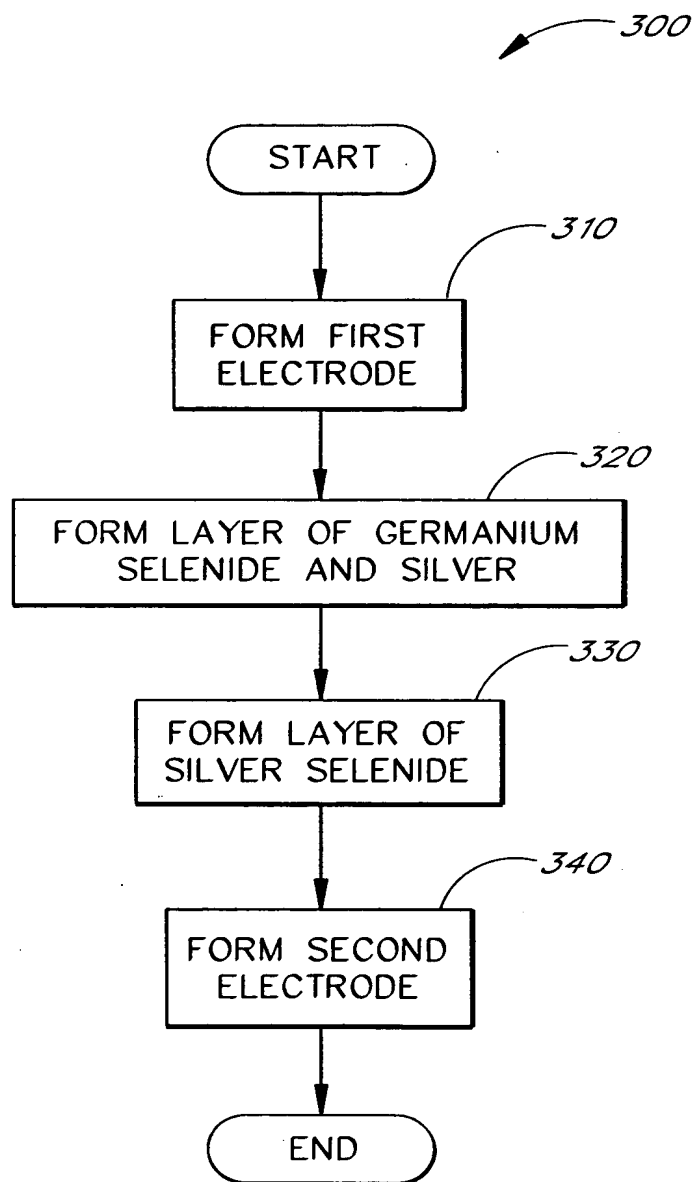 300
START
310
FORM FIRST
ELECTRODE
320
FORM LAYER OF GERMANIUM
SELENIDE AND SILVER
330
FORM LAYER OF
SILVER SELENIDE
340
FORM SECOND
ELECTRODE
END